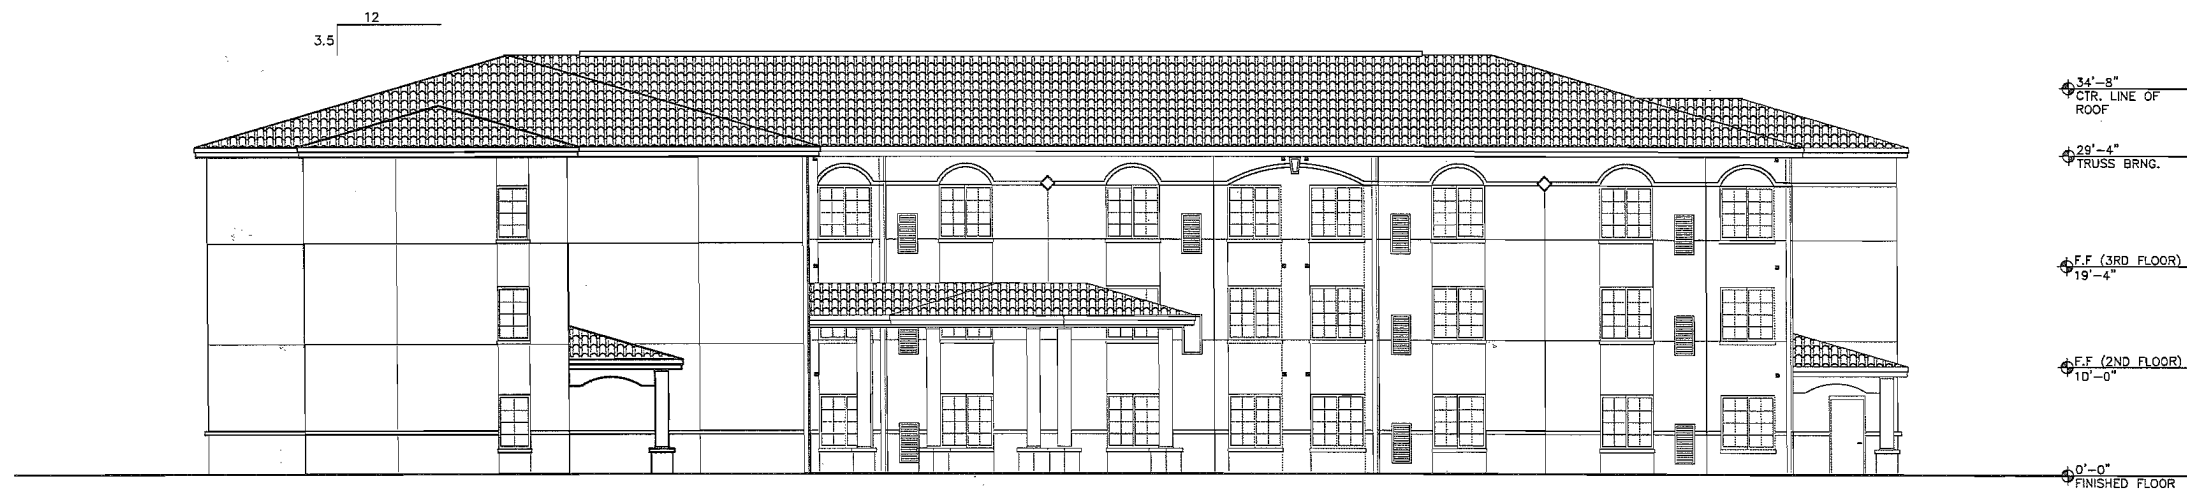 12
3.5
34'-8"
CTR. LINE OF
ROOF
29'-4"
TRUSS BRNG.
F.F (3RD FLOOR)
19'-4"
F.F (2ND FLOOR)
10'-0"
0'-0"
FINISHED FLOOR